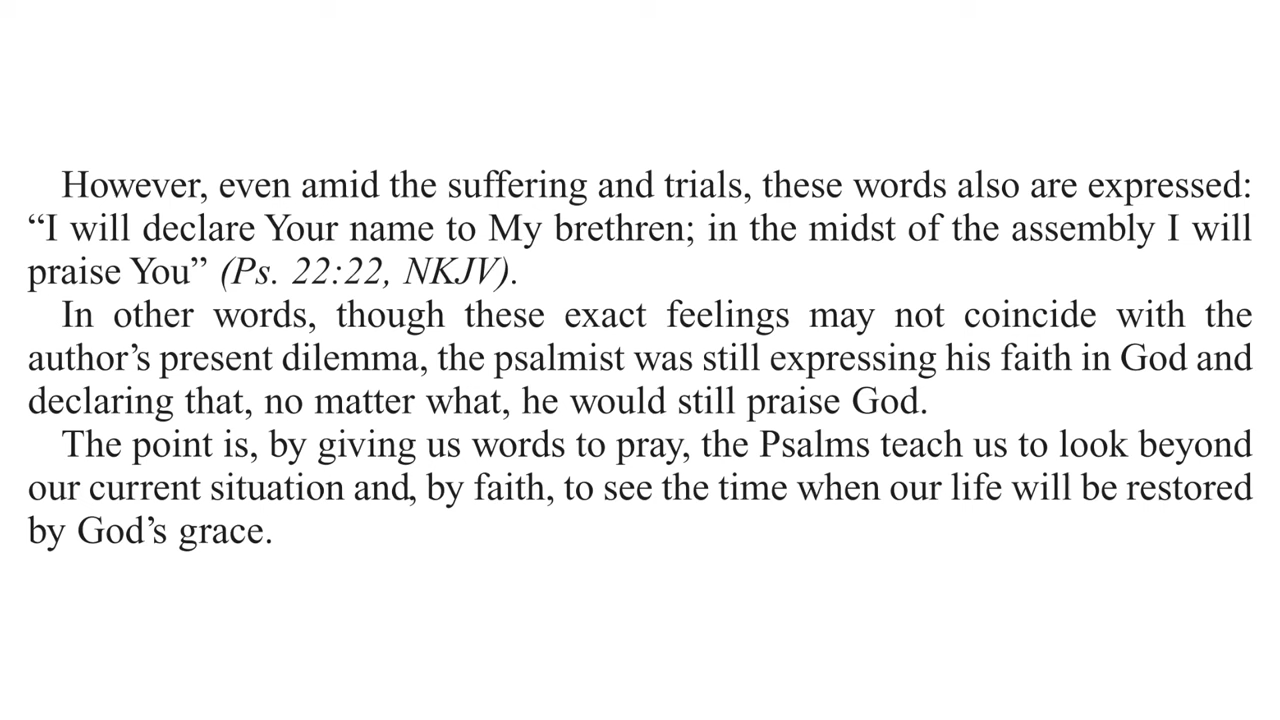 However, even amid the suffering and trials, these words also are expressed:
“I will declare Your name to My brethren; in the midst of the assembly I will
praise You” (Ps. 22:22, NKJV).
In other words, though these exact feelings may not coincide with the
author’s present dilemma, the psalmist was still expressing his faith in God and
declaring that, no matter what, he would still praise God.
The point is, by giving us words to pray, the Psalms teach us to look beyond
our current situation and, by faith, to see the time when our life will be restored
by God’s grace.